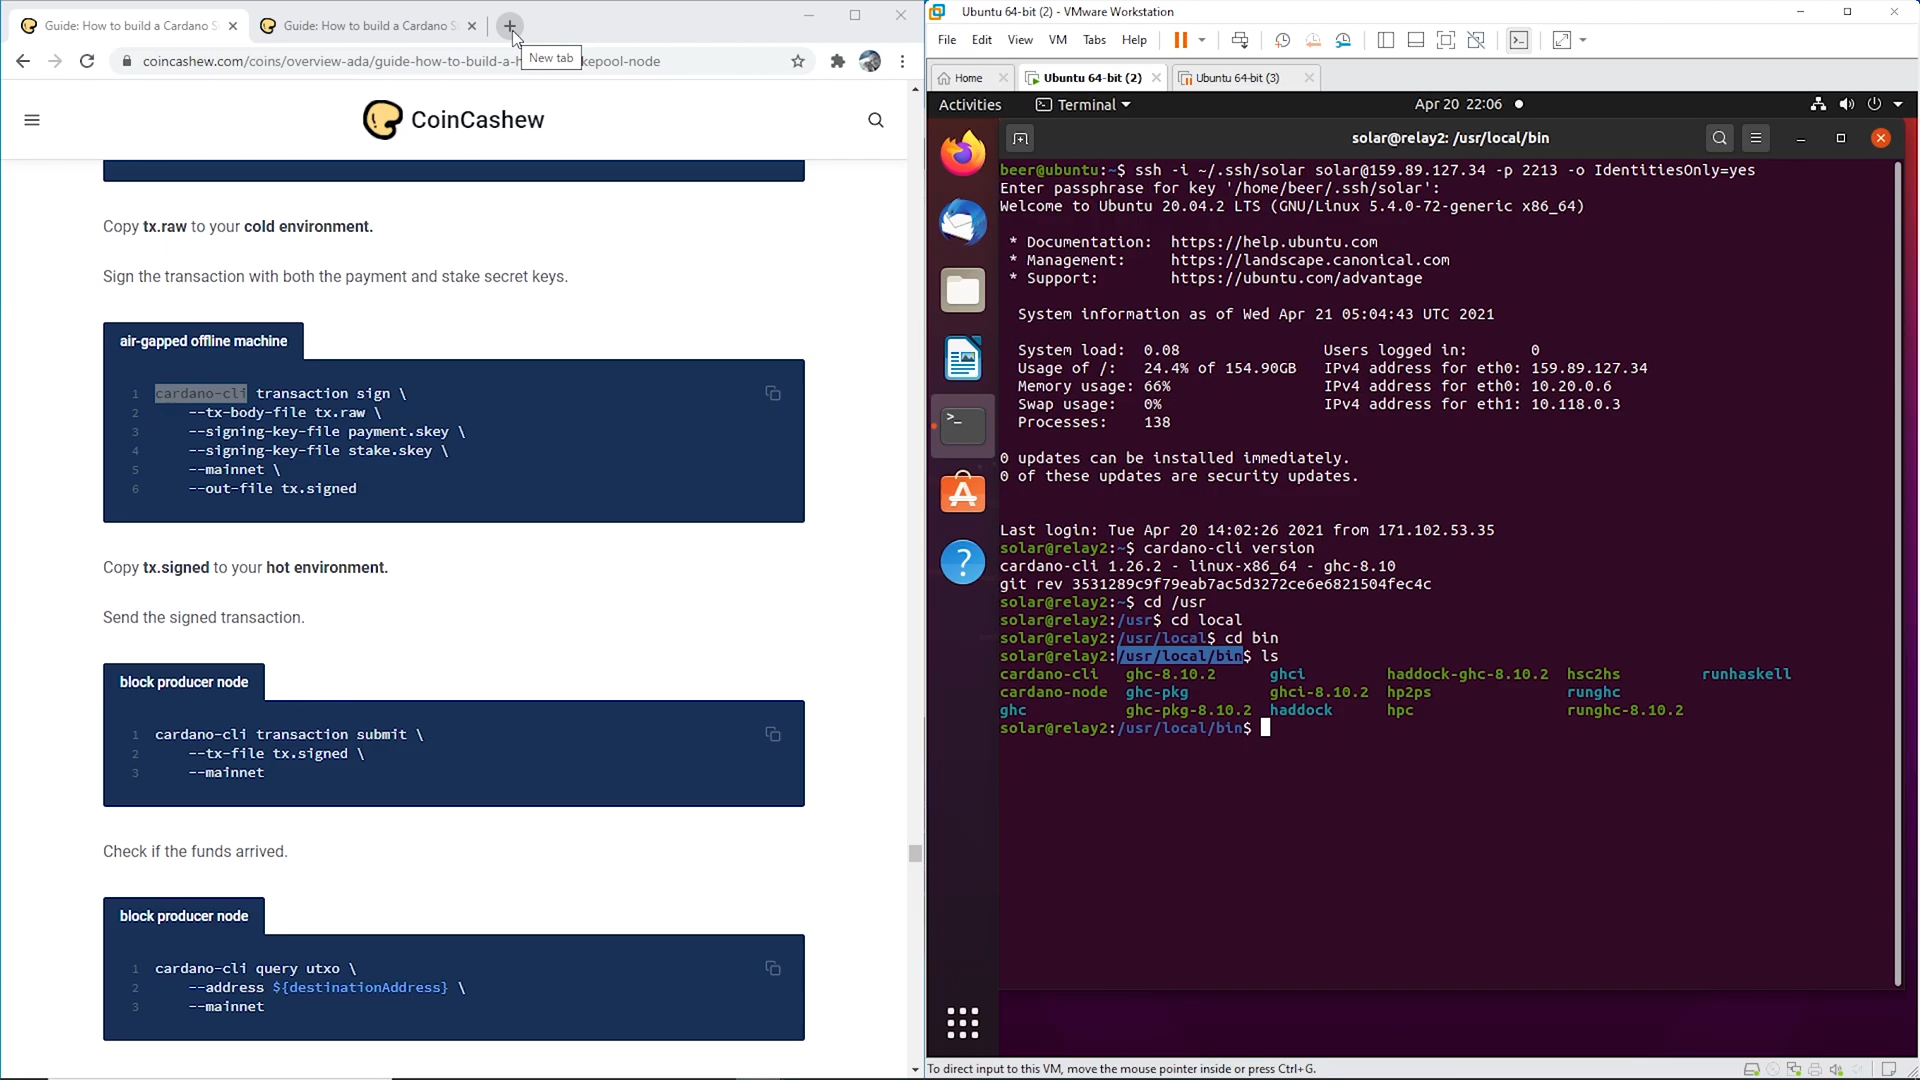 Guide: How to build a Cardano S
Guide: How to build a Cardano S
New tab
coincashew.com/coins/overview-ada/guide-how-to-build-a-h
kepool-node
CoinCashew
Copy tx.raw to your cold environment.
Sign the transaction with both the payment and stake secret keys.
air-gapped offline machine
1 cardano-cli transaction sign \
2 --tx-body-file tx.raw \
3 --signing-key-file payment.skey \
4 --signing-key-file stake.skey \
5 --mainnet \
6 --out-file tx.signed
Copy tx.signed to your hot environment.
Send the signed transaction.
block producer node
1 cardano-cli transaction submit \
2 --tx-file tx.signed \
3 --mainnet
Check if the funds arrived.
block producer node
1 cardano-cli query utxo \
2 --address ${destinationAddress} \
3 --mainnet
Ubuntu 64-bit (2) - VMware Workstation
File Edit View VM Tabs Help
Home Ubuntu 64-bit (2) Ubuntu 64-bit (3)
Activities Terminal Apr 20 22:06
solar@relay2: /usr/local/bin
beer@ubuntu:~$ ssh -i ~/.ssh/solar solar@159.89.127.34 -p 2213 -o IdentitiesOnly=yes
Enter passphrase for key '/home/beer/.ssh/solar':
Welcome to Ubuntu 20.04.2 LTS (GNU/Linux 5.4.0-72-generic x86_64)
* Documentation: https://help.ubuntu.com
* Management: https://landscape.canonical.com
* Support: https://ubuntu.com/advantage
System information as of Wed Apr 21 05:04:43 UTC 2021
System load: 0.08 Users logged in: 0
Usage of /: 24.4% of 154.90GB IPv4 address for eth0: 159.89.127.34
Memory usage: 66% IPv4 address for eth0: 10.20.0.6
Swap usage: 0% IPv4 address for eth1: 10.118.0.3
Processes: 138
0 updates can be installed immediately.
0 of these updates are security updates.
Last login: Tue Apr 20 14:02:26 2021 from 171.102.53.35
solar@relay2:~$ cardano-cli version
cardano-cli 1.26.2 - linux-x86_64 - ghc-8.10
git rev 3531289c9f79eab7ac5d3272ce6e6821504fec4c
solar@relay2:~$ cd /usr
solar@relay2:/usr$ cd local
solar@relay2:/usr/local$ cd bin
solar@relay2:/usr/local/bin$ ls
cardano-cli ghc-8.10.2 ghci haddock-ghc-8.10.2 hsc2hs runhaskell
cardano-node ghc-pkg ghci-8.10.2 hp2ps runghc
ghc ghc-pkg-8.10.2 haddock hpc runghc-8.10.2
solar@relay2:/usr/local/bin$
To direct input to this VM, move the mouse pointer inside or press Ctrl+G.